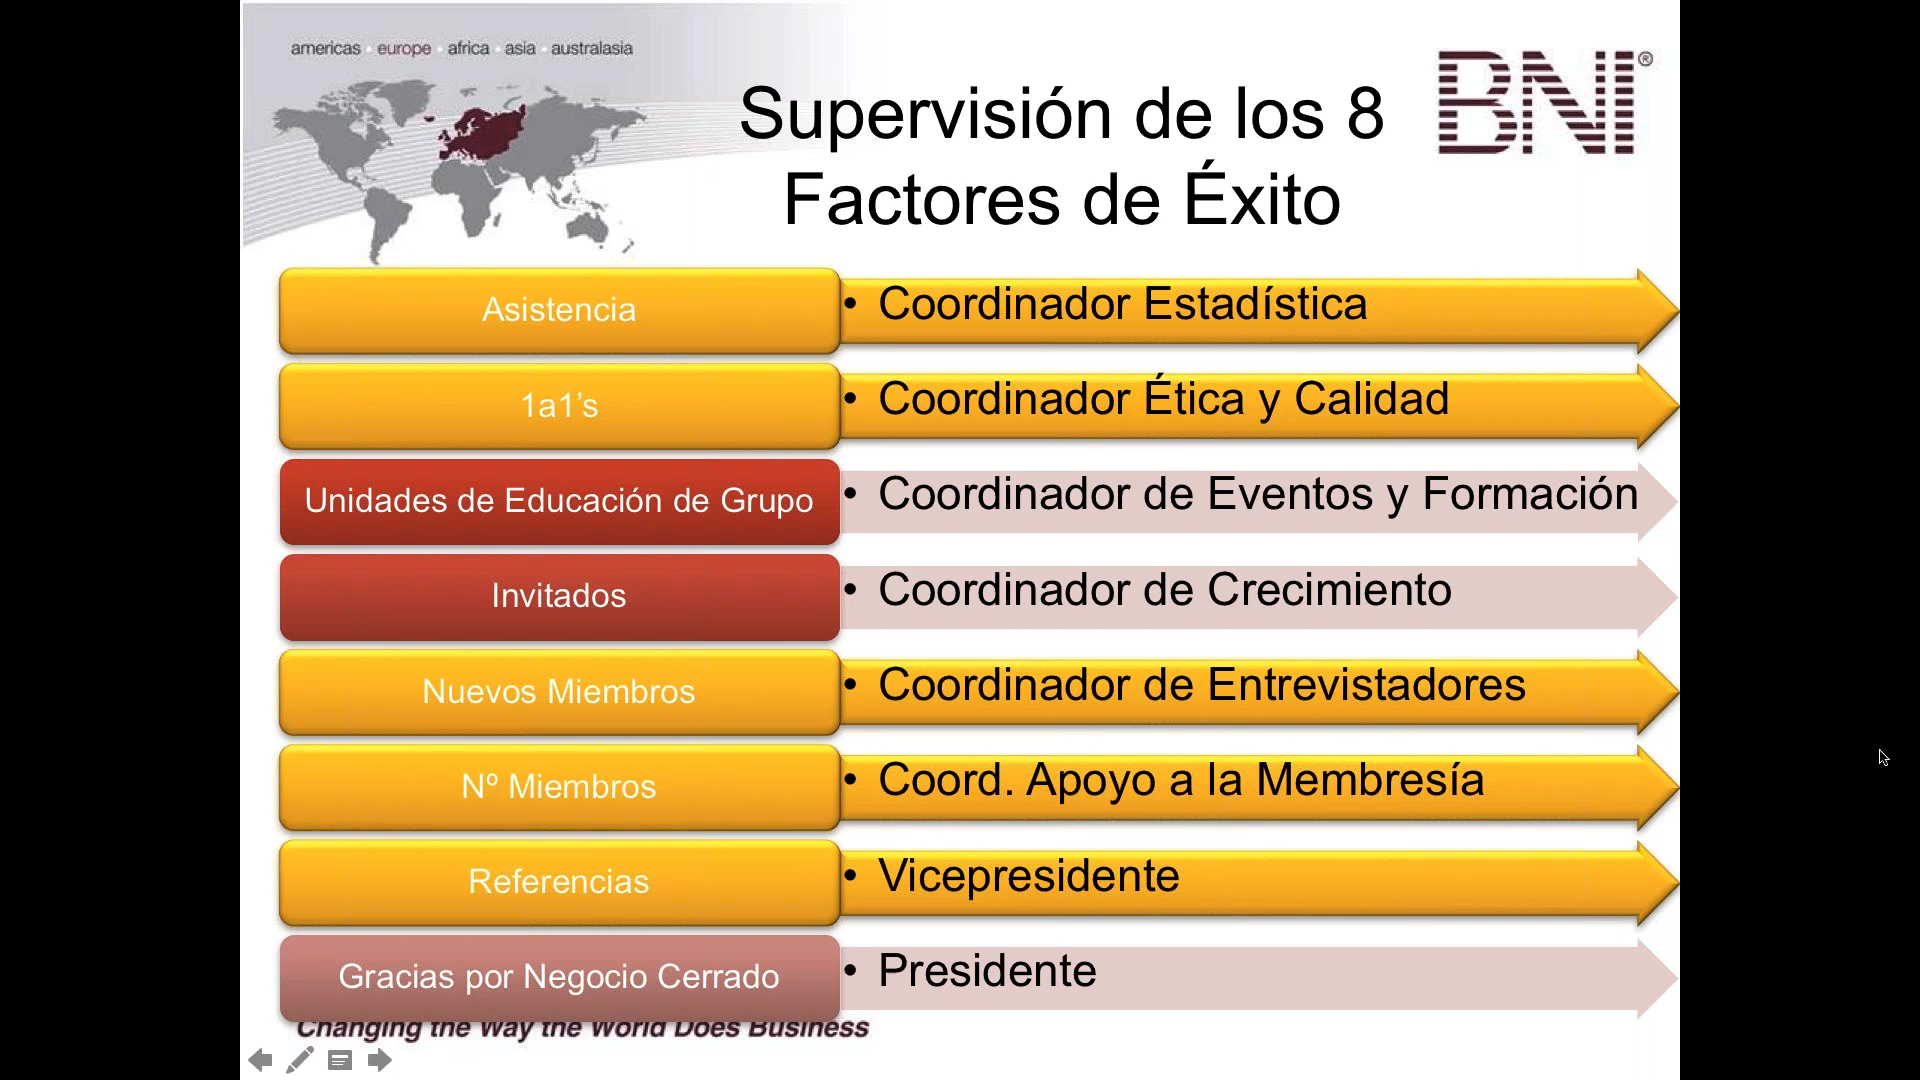 americas europe africa asia australasia
BNI®
Supervisión de los 8
Factores de Éxito
Asistencia
• Coordinador Estadística
1a1’s
• Coordinador Ética y Calidad
Unidades de Educación de Grupo
• Coordinador de Eventos y Formación
Invitados
• Coordinador de Crecimiento
Nuevos Miembros
• Coordinador de Entrevistadores
Nº Miembros
• Coord. Apoyo a la Membresía
Referencias
• Vicepresidente
Gracias por Negocio Cerrado
• Presidente
Changing the Way the World Does Business